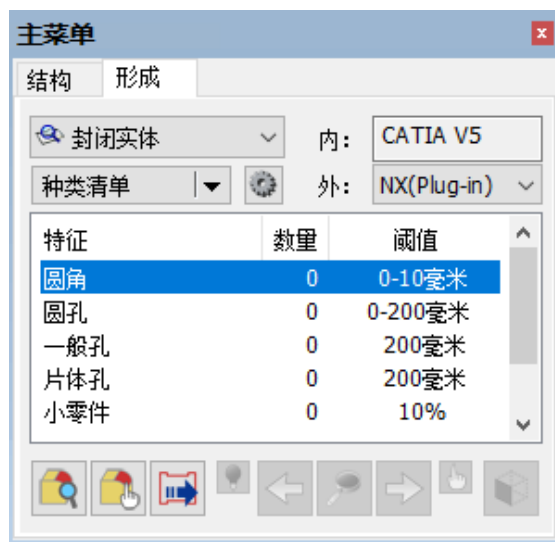 主菜单
结构 形成
封闭实体 内: CATIA V5
种类清单 外: NX(Plug-in)
特征 数量 阈值
圆角 0 0-10毫米
圆孔 0 0-200毫米
一般孔 0 200毫米
片体孔 0 200毫米
小零件 0 10%